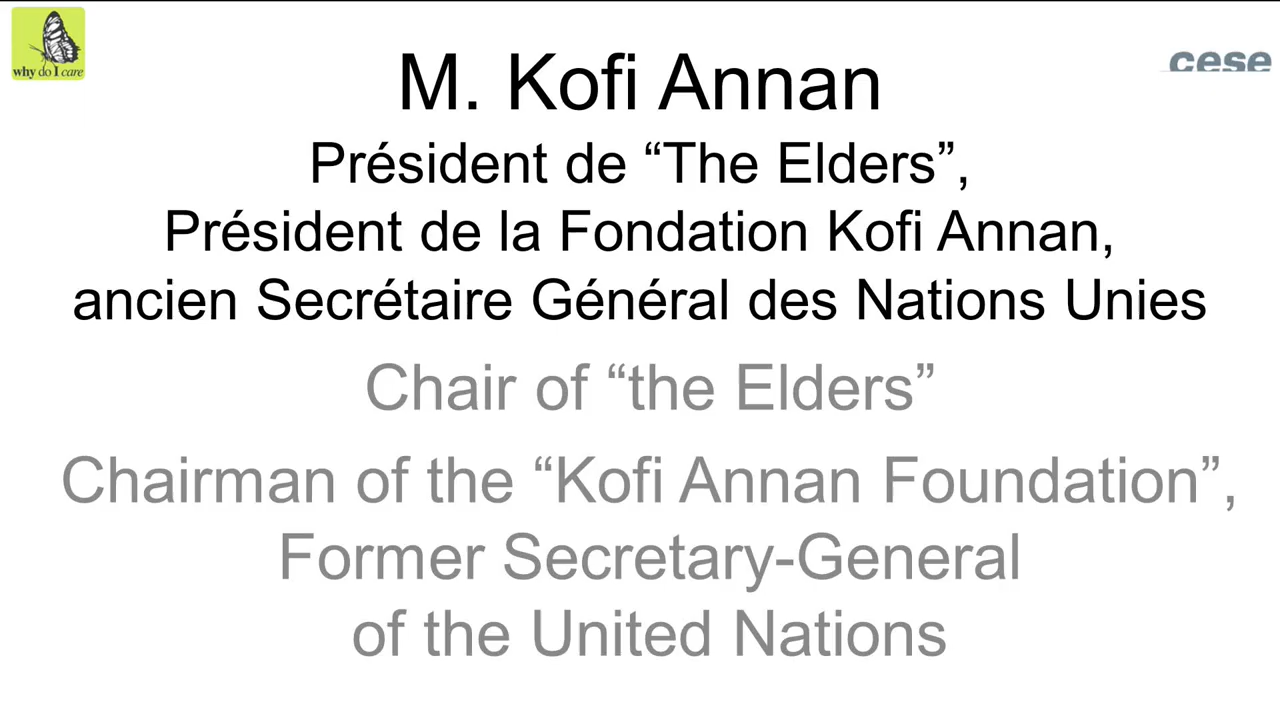 why do I care
cese
M. Kofi Annan
Président de “The Elders”,
Président de la Fondation Kofi Annan,
ancien Secrétaire Général des Nations Unies
Chair of “the Elders”
Chairman of the “Kofi Annan Foundation”,
Former Secretary-General
of the United Nations